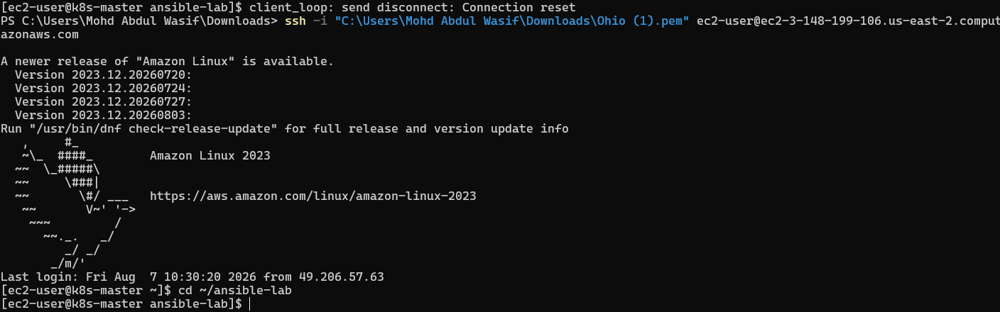 [ec2-user@k8s-master ansible-lab]$ client_loop: send disconnect: Connection reset
PS C:\Users\Mohd Abdul Wasif\Downloads> ssh -i "C:\Users\Mohd Abdul Wasif\Downloads\Ohio (1).pem" ec2-user@ec2-3-148-199-106.us-east-2.comput
azonaws.com

A newer release of "Amazon Linux" is available.
  Version 2023.12.20260720:
  Version 2023.12.20260724:
  Version 2023.12.20260727:
  Version 2023.12.20260803:
Run "/usr/bin/dnf check-release-update" for full release and version update info
   ,     #_
   ~\_  ####_        Amazon Linux 2023
  ~~  \_#####\
  ~~     \###|
  ~~       \#/ ___   https://aws.amazon.com/linux/amazon-linux-2023
   ~~       V~' '->
    ~~~         /
      ~~._.   _/
         _/ _/
       _/m/'
Last login: Fri Aug  7 10:30:20 2026 from 49.206.57.63
[ec2-user@k8s-master ~]$ cd ~/ansible-lab
[ec2-user@k8s-master ansible-lab]$